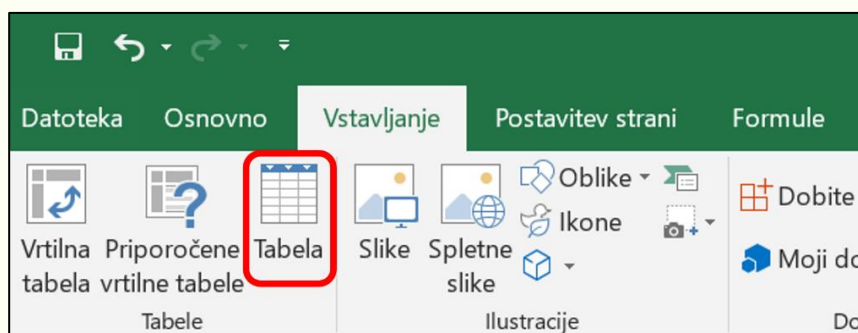 Datoteka Osnovno Vstavljanje Postavitev strani Formule
Vrtilna tabela
Priporočene vrtilne tabele
Tabela
Slike
Spletne slike
Oblike
Ikone
Dobite
Moji
Tabele
Ilustracije